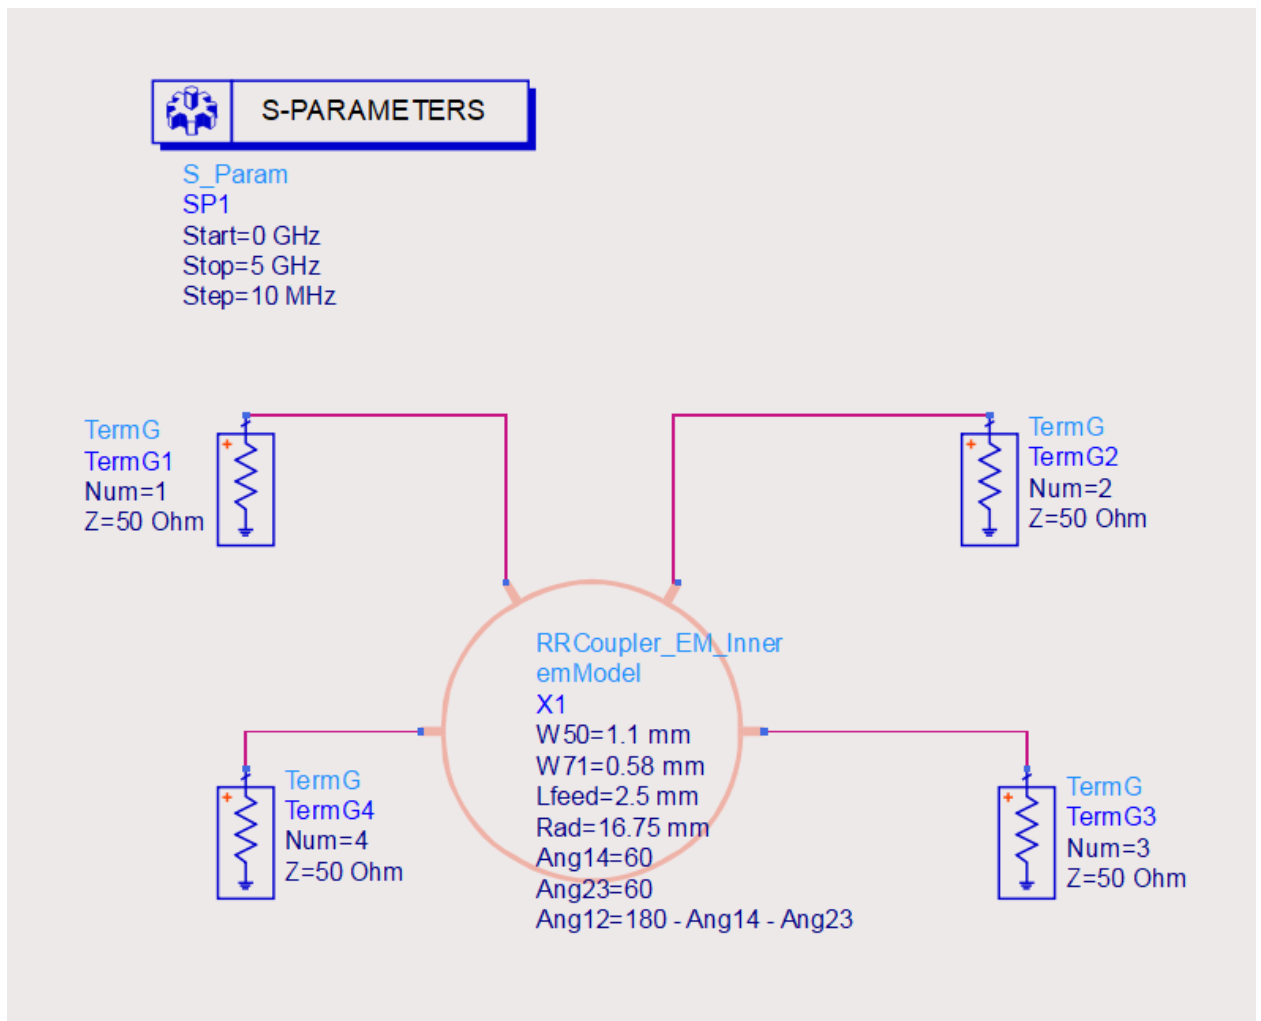 S-PARAMETERS
S_Param
SP1
Start=0 GHz
Stop=5 GHz
Step=10 MHz
TermG
TermG1
Num=1
Z=50 Ohm
TermG
TermG2
Num=2
Z=50 Ohm
RRCoupler_EM_Inner
emModel
X1
W50=1.1 mm
W71=0.58 mm
Lfeed=2.5 mm
Rad=16.75 mm
Ang14=60
Ang23=60
Ang12=180 - Ang14 - Ang23
TermG
TermG4
Num=4
Z=50 Ohm
TermG
TermG3
Num=3
Z=50 Ohm